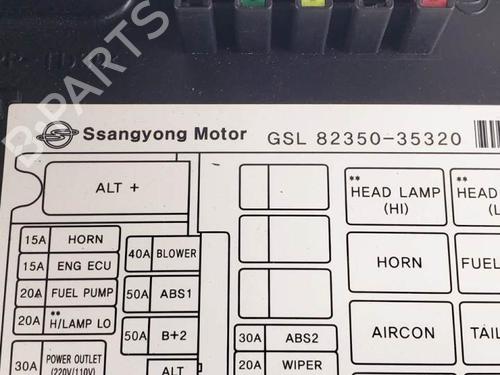 B-PARTS
Ssangyong Motor GSL 82350-35320
ALT +
15A HORN
15A ENG ECU
20A FUEL PUMP
20A ** H/LAMP LO
30A POWER OUTLET (220V/110V)
40A BLOWER
50A ABS1
50A B+2
ALT
30A ABS2
20A WIPER
** HEAD LAMP
(HI)
** HEAD
(L
HORN
FUEL
AIRCON
TAIL